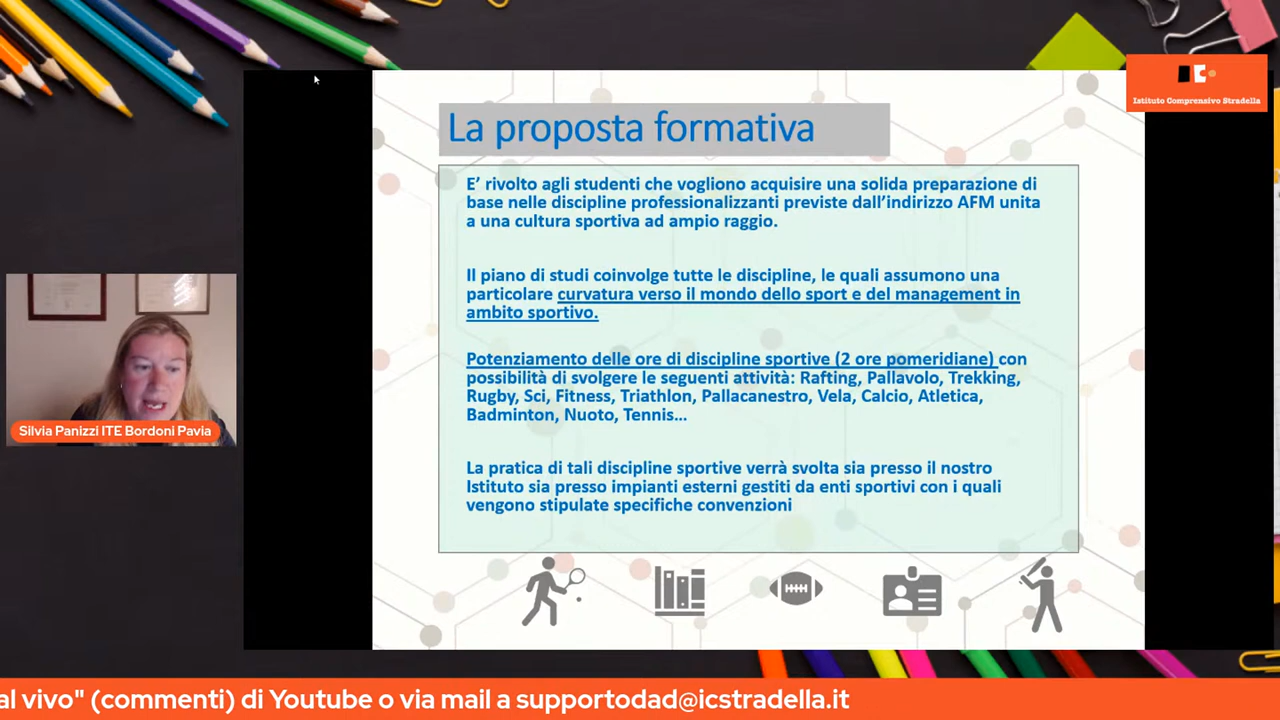 Istituto Comprensivo Stradella
La proposta formativa
E’ rivolto agli studenti che vogliono acquisire una solida preparazione di
base nelle discipline professionalizzanti previste dall’indirizzo AFM unita
a una cultura sportiva ad ampio raggio.
Il piano di studi coinvolge tutte le discipline, le quali assumono una
particolare curvatura verso il mondo dello sport e del management in
ambito sportivo.
Potenziamento delle ore di discipline sportive (2 ore pomeridiane) con
possibilità di svolgere le seguenti attività: Rafting, Pallavolo, Trekking,
Rugby, Sci, Fitness, Triathlon, Pallacanestro, Vela, Calcio, Atletica,
Badminton, Nuoto, Tennis...
La pratica di tali discipline sportive verrà svolta sia presso il nostro
Istituto sia presso impianti esterni gestiti da enti sportivi con i quali
vengono stipulate specifiche convenzioni
Silvia Panizzi ITE Bordoni Pavia
al vivo" (commenti) di Youtube o via mail a supportodad@icstradella.it